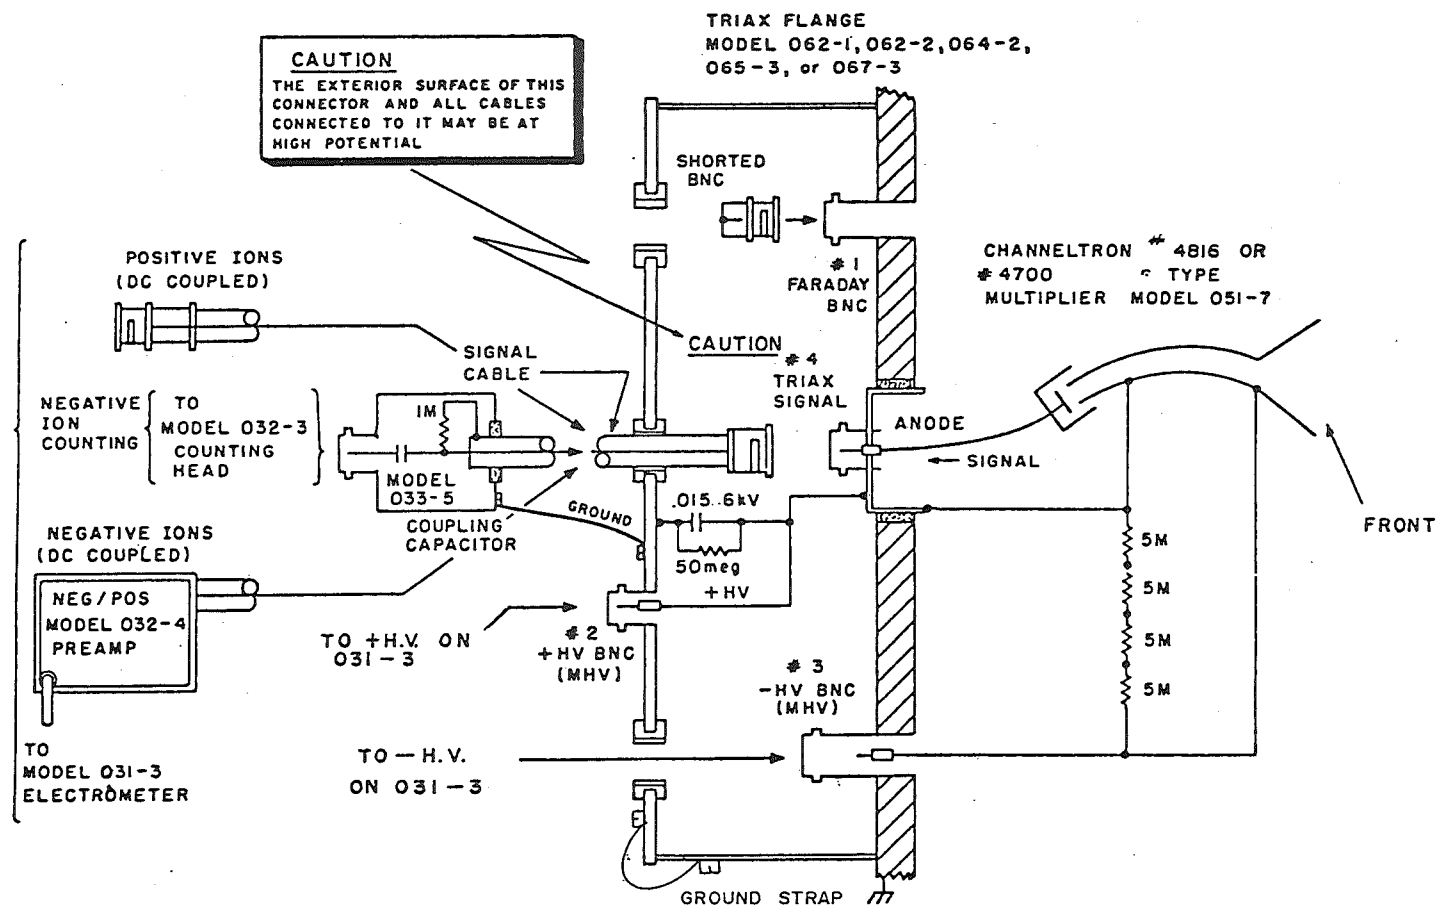 TRIAX FLANGE
MODEL 062-1, 062-2, 064-2,
065-3, or 067-3
CAUTION
THE EXTERIOR SURFACE OF THIS
CONNECTOR AND ALL CABLES
CONNECTED TO IT MAY BE AT
HIGH POTENTIAL
SHORTED
BNC
#1
FARADAY
BNC
CHANNELTRON #4816 OR
#4700 TYPE
MULTIPLIER MODEL 051-7
POSITIVE IONS
(DC COUPLED)
SIGNAL
CABLE
CAUTION
#4
TRIAX
SIGNAL
NEGATIVE
ION
COUNTING
TO
MODEL 032-3
COUNTING
HEAD
1M
MODEL
033-5
ANODE
SIGNAL
FRONT
COUPLING
CAPACITOR
GROUND
.015..6kV
50meg
+HV
NEGATIVE IONS
(DC COUPLED)
NEG/POS
MODEL 032-4
PREAMP
TO +H.V. ON
031-3
#2
+HV BNC
(MHV)
5M
5M
5M
5M
#3
-HV BNC
(MHV)
TO
MODEL 031-3
ELECTROMETER
TO - H.V.
ON 031-3
GROUND STRAP